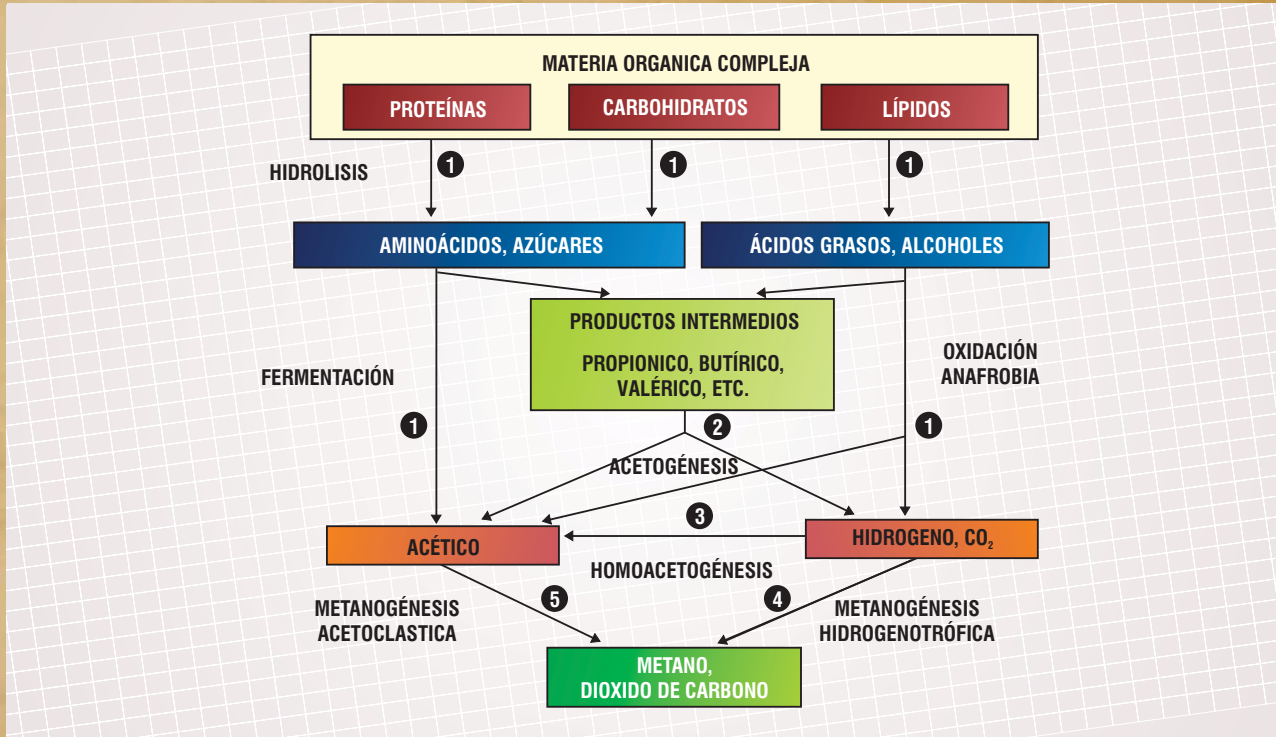 MATERIA ORGANICA COMPLEJA
PROTEÍNAS
CARBOHIDRATOS
LÍPIDOS
HIDROLISIS
1
1
1
AMINOÁCIDOS, AZÚCARES
ÁCIDOS GRASOS, ALCOHOLES
PRODUCTOS INTERMEDIOS
PROPIONICO, BUTÍRICO,
VALÉRICO, ETC.
FERMENTACIÓN
OXIDACIÓN
ANAFROBIA
1
2
1
ACETOGÉNESIS
3
ACÉTICO
HIDROGENO, CO₂
HOMOACETOGÉNESIS
METANOGÉNESIS
ACETOCLASTICA
5
4
METANOGÉNESIS
HIDROGENOTRÓFICA
METANO,
DIOXIDO DE CARBONO